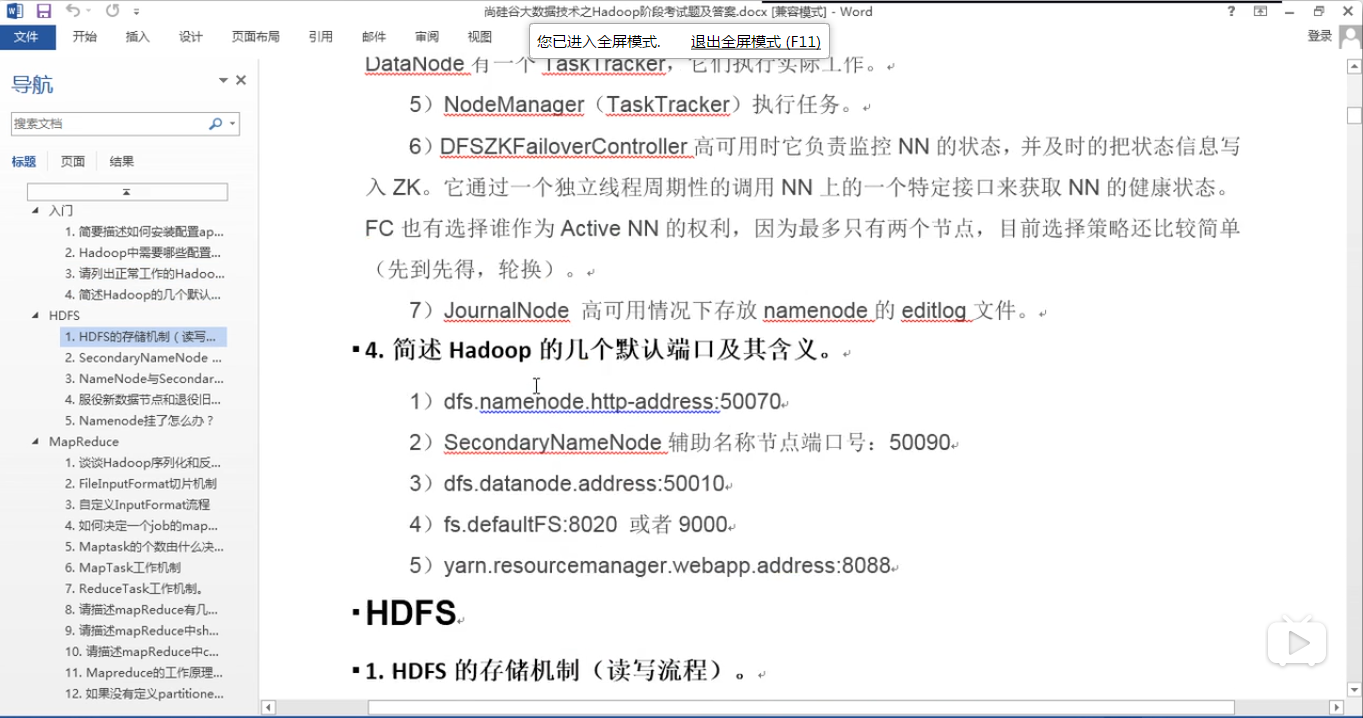 尚硅谷大数据技术之Hadoop阶段考试题及答案.docx [兼容模式] - Word
文件 开始 插入 设计 页面布局 引用 邮件 审阅 视图 登录
您已进入全屏模式. 退出全屏模式 (F11)
导航
搜索文档
标题 页面 结果
入门
1. 简要描述如何安装配置ap...
2. Hadoop中需要哪些配置...
3. 请列出正常工作的Hadoo...
4. 简述Hadoop的几个默认...
HDFS
1. HDFS的存储机制（读写...
2. SecondaryNameNode ...
3. NameNode与Secondar...
4. 服役新数据节点和退役旧...
5. Namenode挂了怎么办？
MapReduce
1. 谈谈Hadoop序列化和反...
2. FileInputFormat切片机制
3. 自定义InputFormat流程
4. 如何决定一个job的map...
5. Maptask的个数由什么决...
6. MapTask工作机制
7. ReduceTask工作机制。
8. 请描述mapReduce有几...
9. 请描述mapReduce中sh...
10. 请描述mapReduce中c...
11. Mapreduce的工作原理...
12. 如果没有定义partitione...
DataNode 有一个 TaskTracker，它们执行实际工作。
5）NodeManager（TaskTracker）执行任务。
6）DFSZKFailoverController 高可用时它负责监控 NN 的状态，并及时的把状态信息写
入 ZK。它通过一个独立线程周期性的调用 NN 上的一个特定接口来获取 NN 的健康状态。
FC 也有选择谁作为 Active NN 的权利，因为最多只有两个节点，目前选择策略还比较简单
（先到先得，轮换）。
7）JournalNode 高可用情况下存放 namenode 的 editlog 文件。
4. 简述 Hadoop 的几个默认端口及其含义。
1）dfs.namenode.http-address:50070
2）SecondaryNameNode 辅助名称节点端口号：50090
3）dfs.datanode.address:50010
4）fs.defaultFS:8020 或者 9000
5）yarn.resourcemanager.webapp.address:8088
HDFS
1. HDFS 的存储机制（读写流程）。